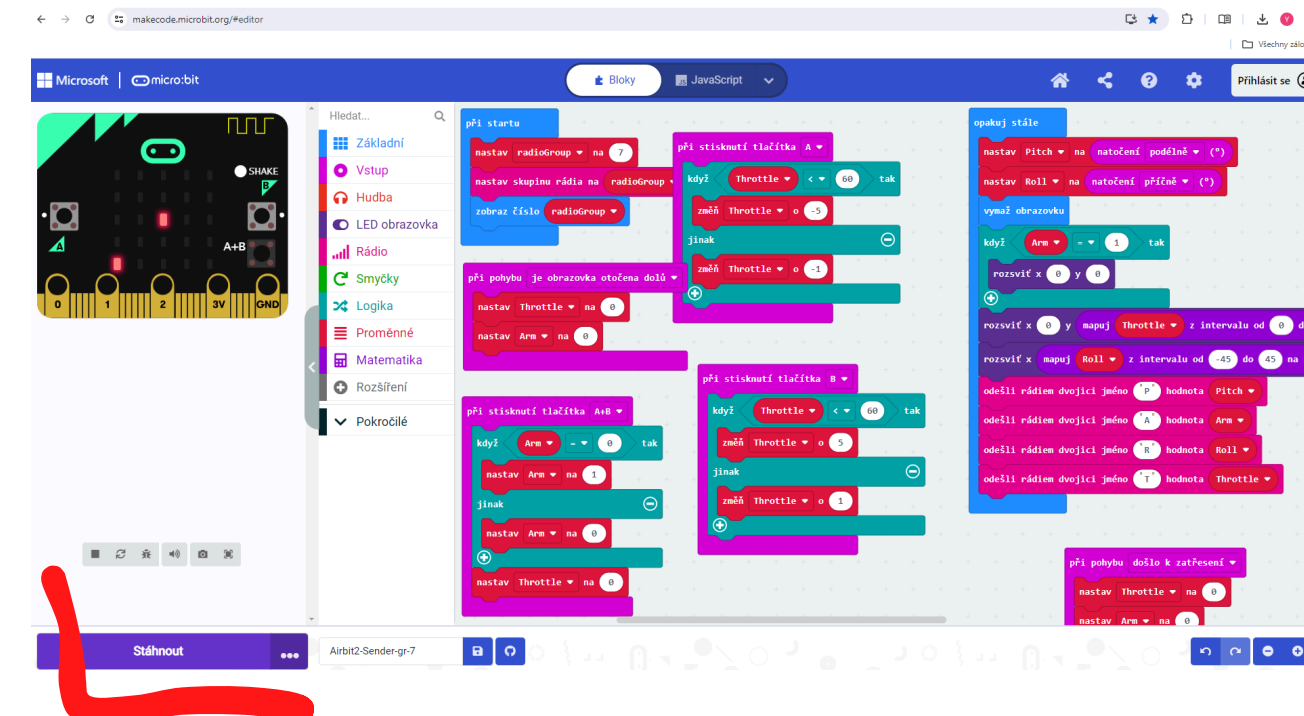 makecode.microbit.org/#editor
Y
Všechny zálo
Microsoft micro:bit
Bloky
JS JavaScript
Přihlásit se
SHAKE
B
A
A+B
0 1 2 3V GND
Hledat...
Základní
Vstup
Hudba
LED obrazovka
Rádio
Smyčky
Logika
Proměnné
Matematika
Rozšíření
Pokročilé
při startu
nastav radioGroup na 7
nastav skupinu rádia na radioGroup
zobraz číslo radioGroup
při stisknutí tlačítka A
když Throttle < 60 tak
změň Throttle o -5
jinak
změň Throttle o -1
při pohybu je obrazovka otočena dolů
nastav Throttle na 0
nastav Arm na 0
při stisknutí tlačítka A+B
když Arm = 0 tak
nastav Arm na 1
jinak
nastav Arm na 0
nastav Throttle na 0
při stisknutí tlačítka B
když Throttle < 60 tak
změň Throttle o 5
jinak
změň Throttle o 1
opakuj stále
nastav Pitch na natočení podélně (°)
nastav Roll na natočení příčně (°)
vymaž obrazovku
když Arm = 1 tak
rozsviť x 0 y 0
rozsviť x 0 y mapuj Throttle z intervalu od 0 d
rozsviť x mapuj Roll z intervalu od -45 do 45 na
odešli rádiem dvojici jméno "P" hodnota Pitch
odešli rádiem dvojici jméno "A" hodnota Arm
odešli rádiem dvojici jméno "R" hodnota Roll
odešli rádiem dvojici jméno "T" hodnota Throttle
při pohybu došlo k zatřesení
nastav Throttle na 0
nastav Arm na 0
Stáhnout
Airbit2-Sender-gr-7